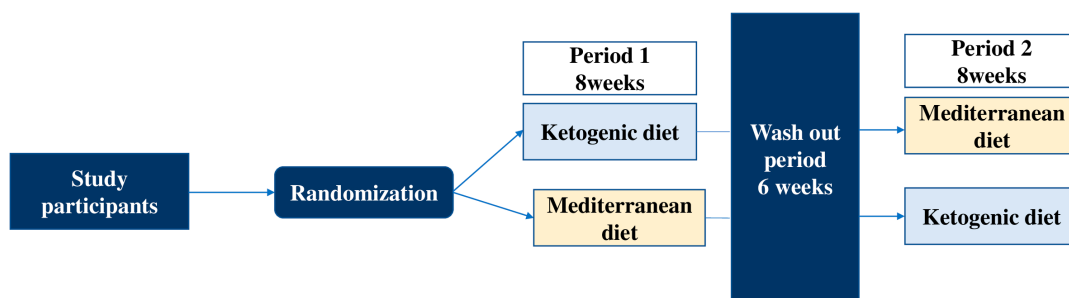 Study
participants
Randomization
Period 1
8weeks
Ketogenic diet
Mediterranean
diet
Wash out
period
6 weeks
Period 2
8weeks
Mediterranean
diet
Ketogenic diet